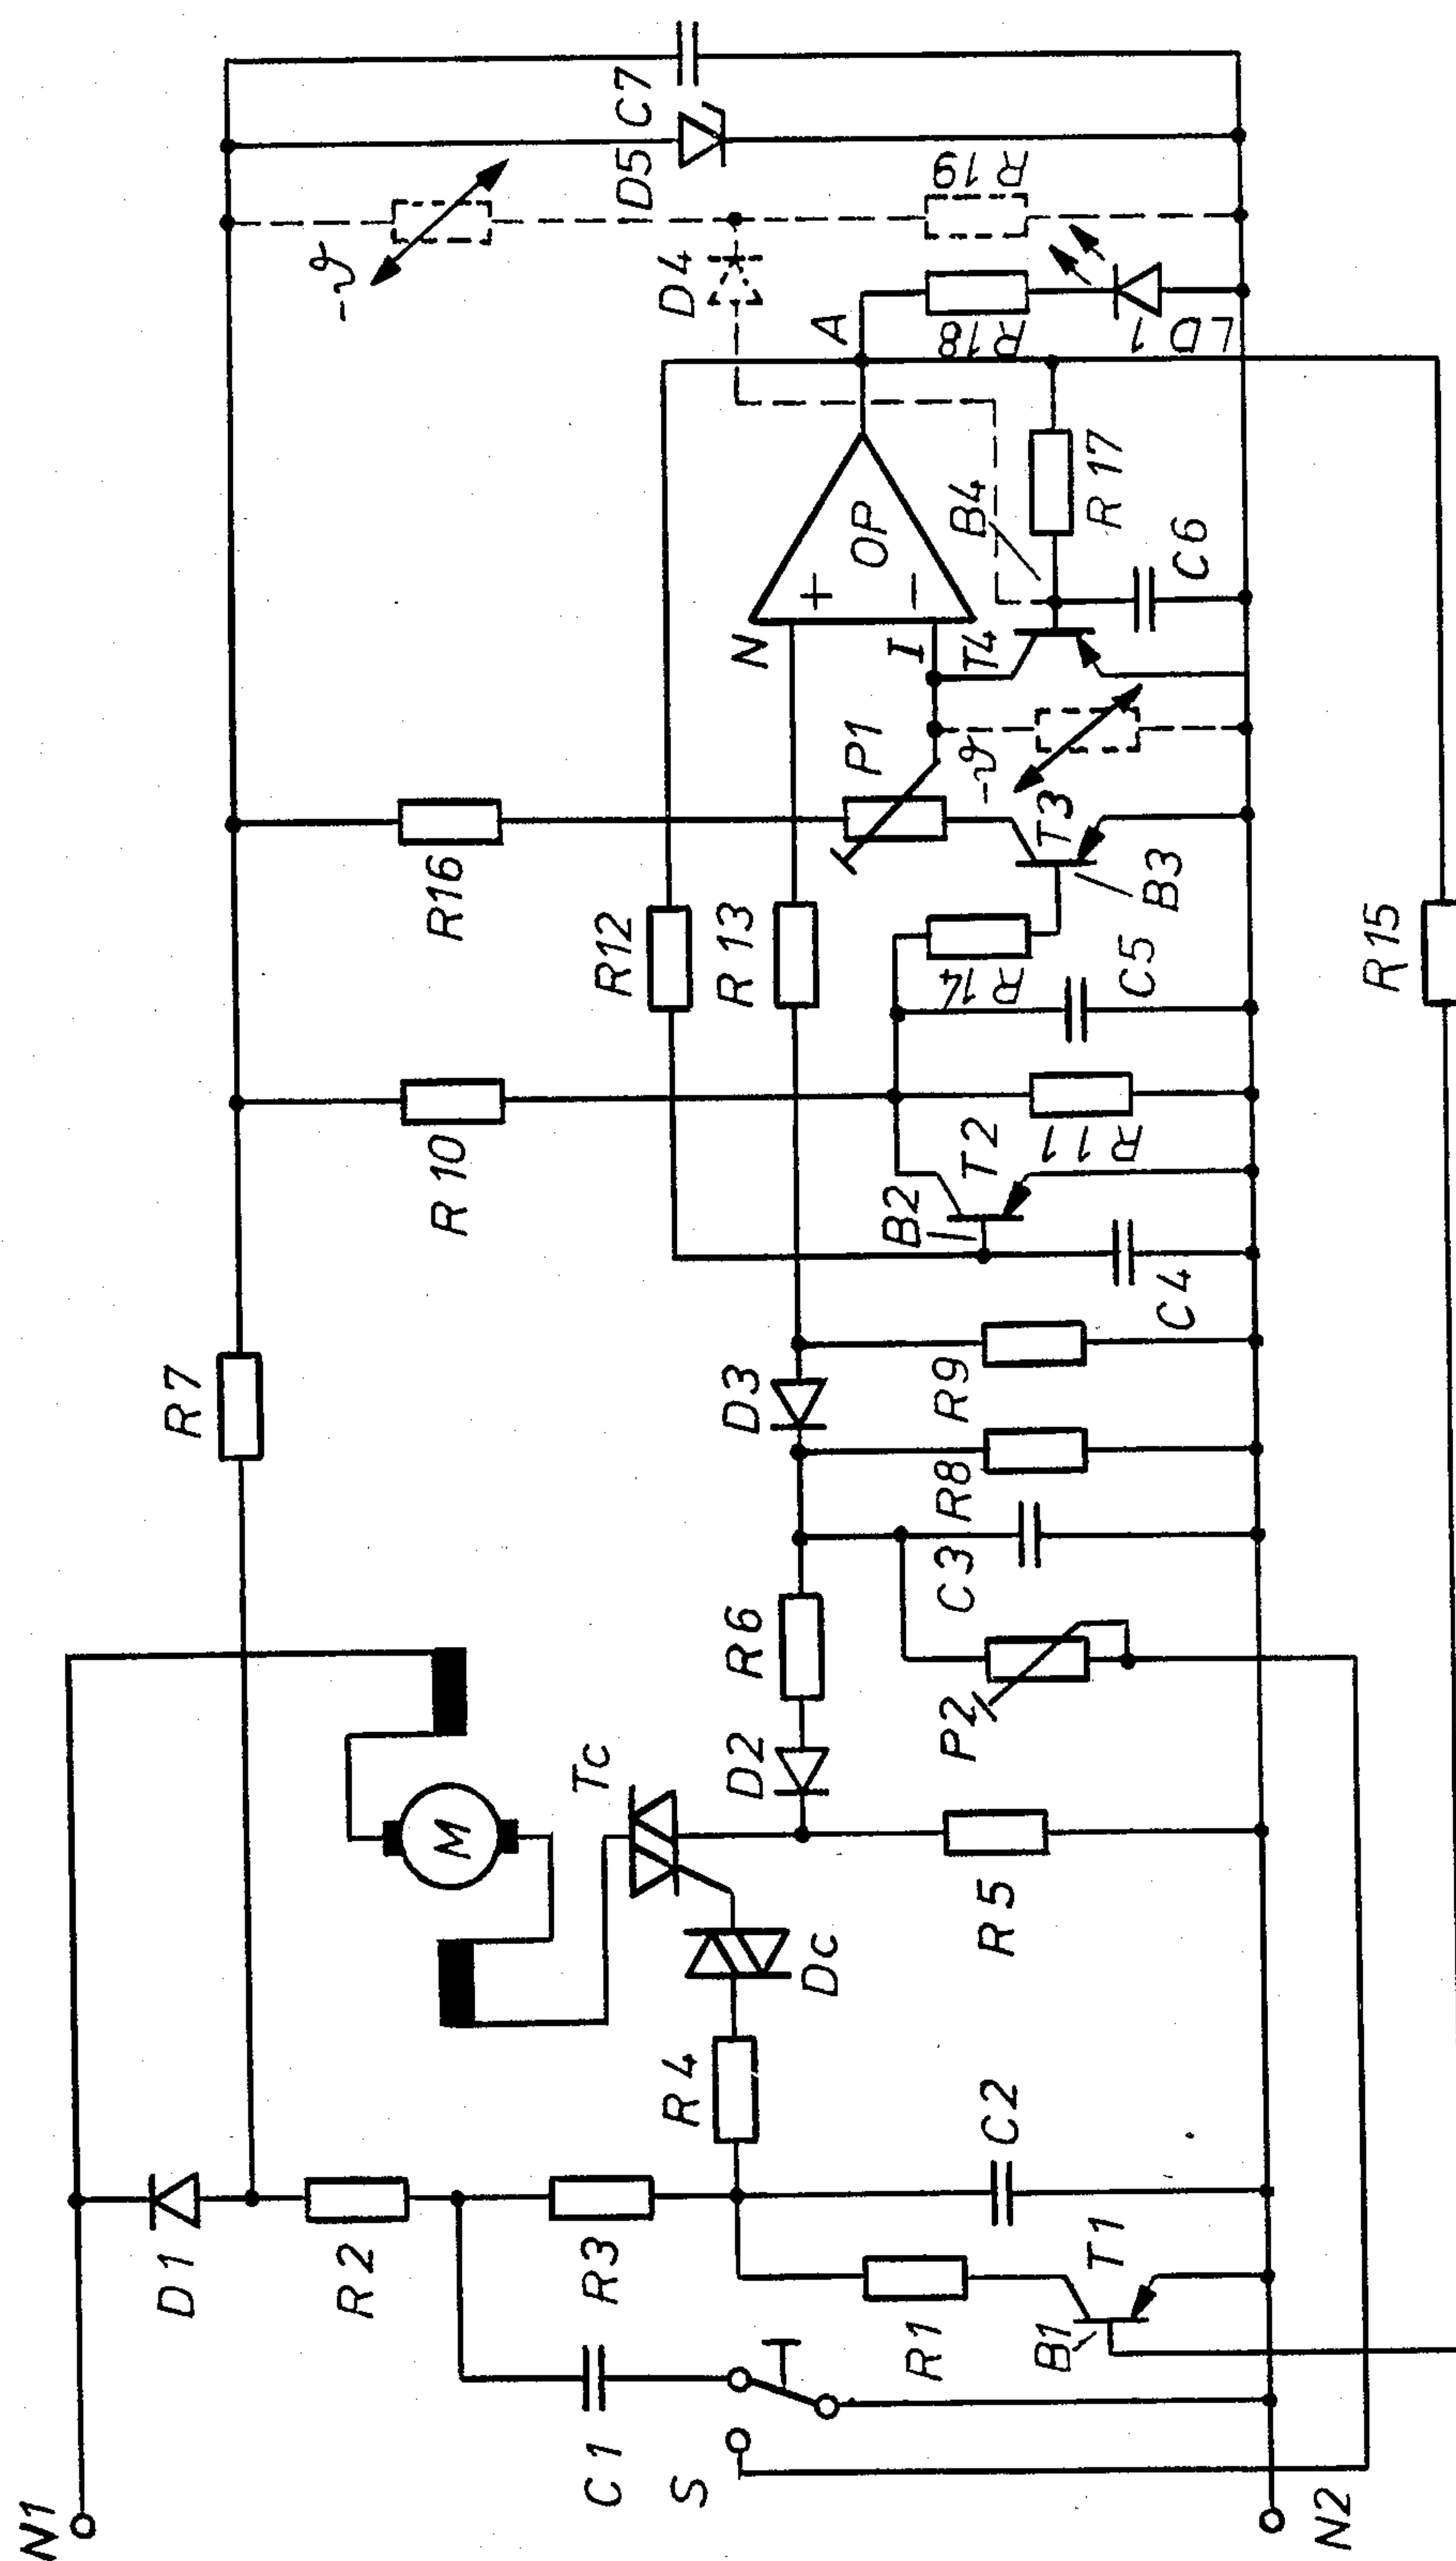 N1
D1
R2
C1
R3
S
R1
B1
T1
N2
R4
C2
Dc
Tc
M
R5
D2
R6
P2
C3
R7
D3
R8
R9
C4
B2
T2
R10
R11
R12
R13
R14
C5
R15
R16
P1
T3
B3
-ϑ
N
I
+
-
OP
T4
B4
C6
R17
A
R18
LD1
D4
-ϑ
R19
D5
C7